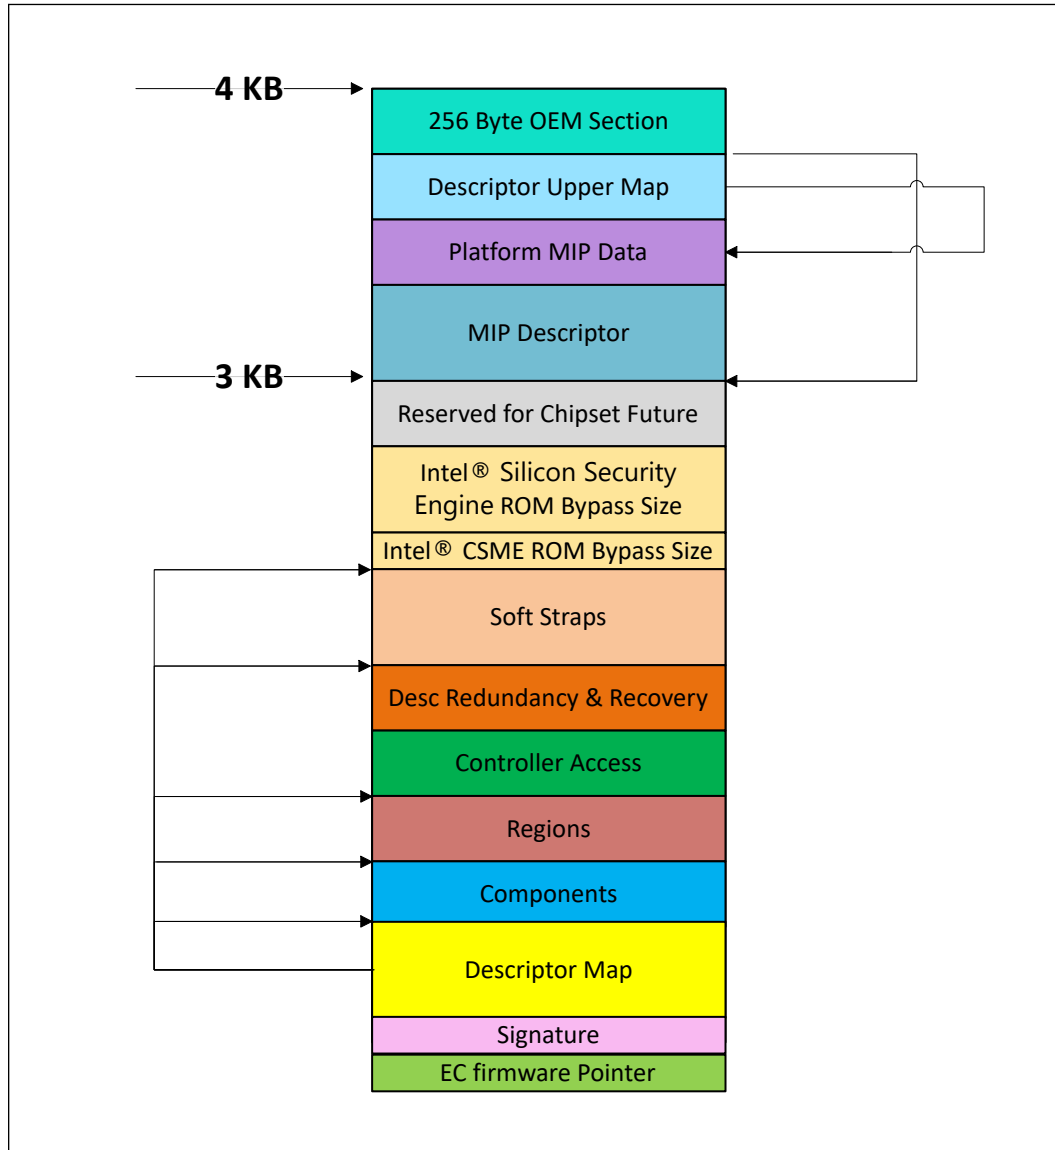 4 KB
256 Byte OEM Section
Descriptor Upper Map
Platform MIP Data
MIP Descriptor
3 KB
Reserved for Chipset Future
Intel® Silicon Security
Engine ROM Bypass Size
Intel® CSME ROM Bypass Size
Soft Straps
Desc Redundancy & Recovery
Controller Access
Regions
Components
Descriptor Map
Signature
EC firmware Pointer